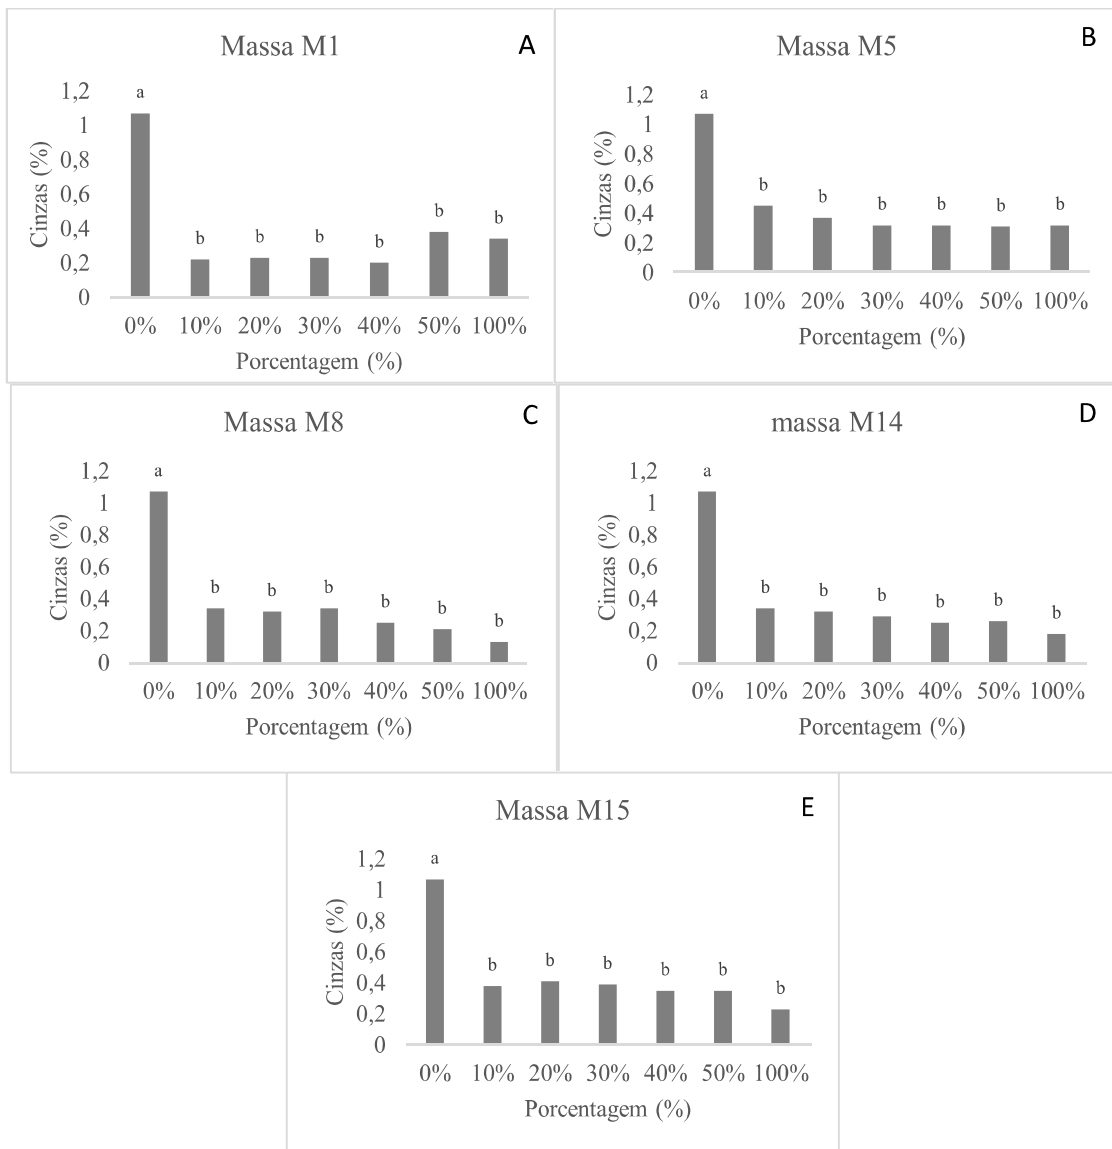 Massa M1
A
Cinzas (%)
1,2
1
0,8
0,6
0,4
0,2
0
a b b b b b b
0% 10% 20% 30% 40% 50% 100%
Porcentagem (%)
Massa M5
B
Cinzas (%)
1,2
1
0,8
0,6
0,4
0,2
0
a b b b b b b
0% 10% 20% 30% 40% 50% 100%
Porcentagem (%)
Massa M8
C
Cinzas (%)
1,2
1
0,8
0,6
0,4
0,2
0
a b b b b b b
0% 10% 20% 30% 40% 50% 100%
Porcentagem (%)
massa M14
D
Cinzas (%)
1,2
1
0,8
0,6
0,4
0,2
0
a b b b b b b
0% 10% 20% 30% 40% 50% 100%
Porcentagem (%)
Massa M15
E
Cinzas (%)
1,2
1
0,8
0,6
0,4
0,2
0
a b b b b b b
0% 10% 20% 30% 40% 50% 100%
Porcentagem (%)